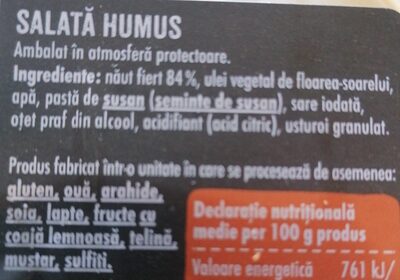 SALATĂ HUMUS
Ambalat în atmosferă protectoare.
Ingrediente: năut fiert 84%, ulei vegetal de floarea-soarelui,
apă, pastă de susan (seminte de susan), sare iodată,
oțet praf din alcool, acidifiant (acid citric), usturoi granulat.
Produs fabricat într-o unitate în care se procesează de asemenea:
gluten, ouă, arahide,
soia, lapte, fructe cu
coajă lemnoasă, țelină,
muștar, sulfiți.
Declarație nutrițională
medie per 100 g produs
Valoare energetică 761 kJ/